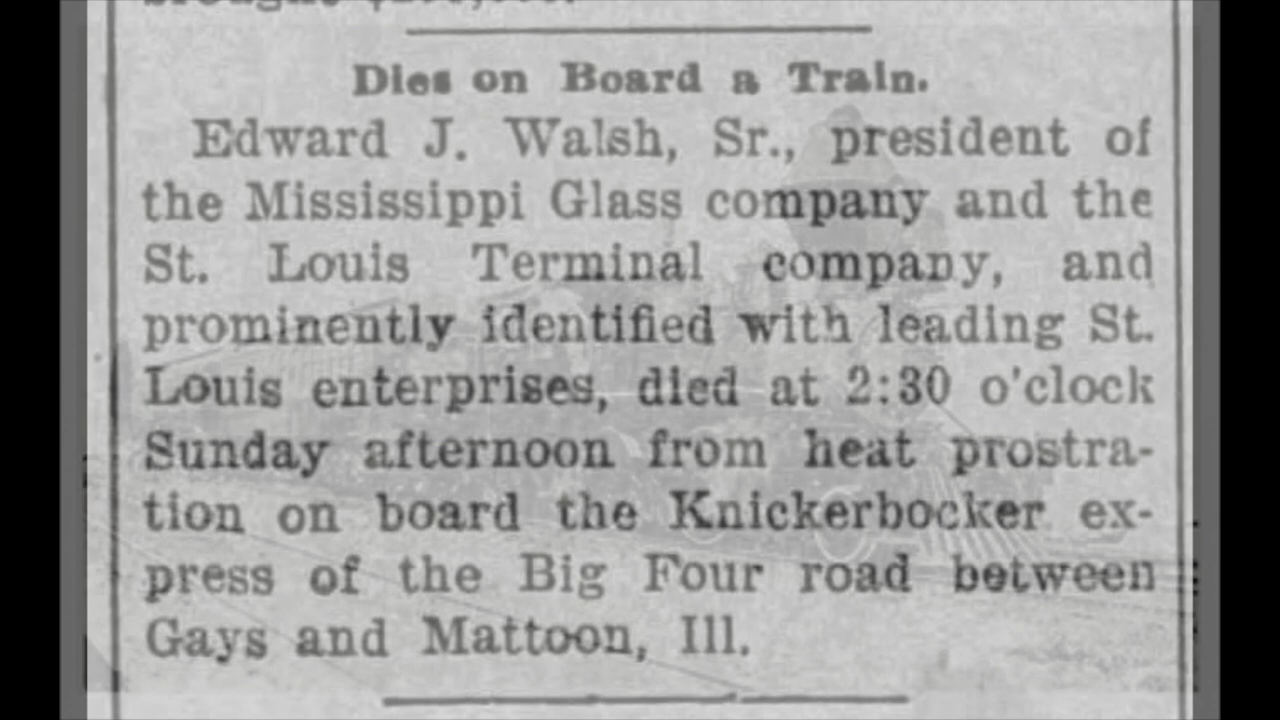 Dies on Board a Train.
Edward J. Walsh, Sr., president of
the Mississippi Glass company and the
St. Louis Terminal company, and
prominently identified with leading St.
Louis enterprises, died at 2:30 o'clock
Sunday afternoon from heat prostra-
tion on board the Knickerbocker ex-
press of the Big Four road between
Gays and Mattoon, Ill.